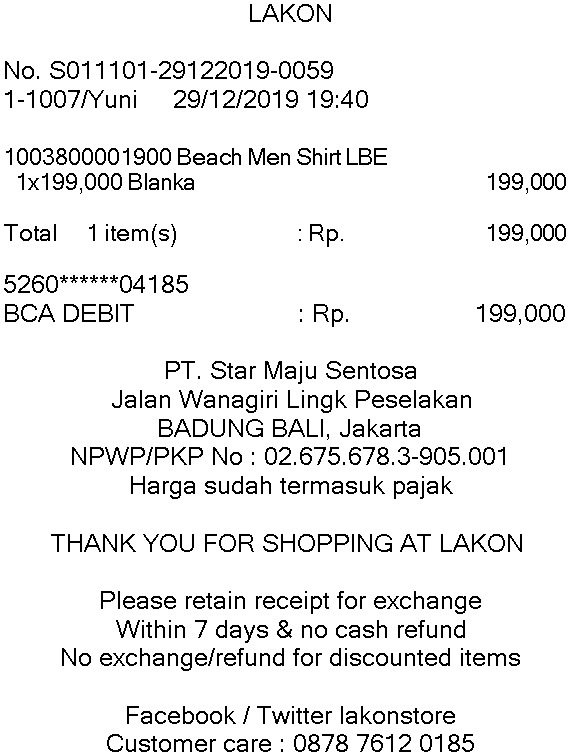 LAKON
No. S011101-29122019-0059
1-1007/Yuni 29/12/2019 19:40
1003800001900 Beach Men Shirt LBE
1x199,000 Blanka 199,000
Total 1 item(s) : Rp. 199,000
5260******04185
BCA DEBIT : Rp. 199,000
PT. Star Maju Sentosa
Jalan Wanagiri Lingk Peselakan
BADUNG BALI, Jakarta
NPWP/PKP No : 02.675.678.3-905.001
Harga sudah termasuk pajak
THANK YOU FOR SHOPPING AT LAKON
Please retain receipt for exchange
Within 7 days & no cash refund
No exchange/refund for discounted items
Facebook / Twitter lakonstore
Customer care : 0878 7612 0185